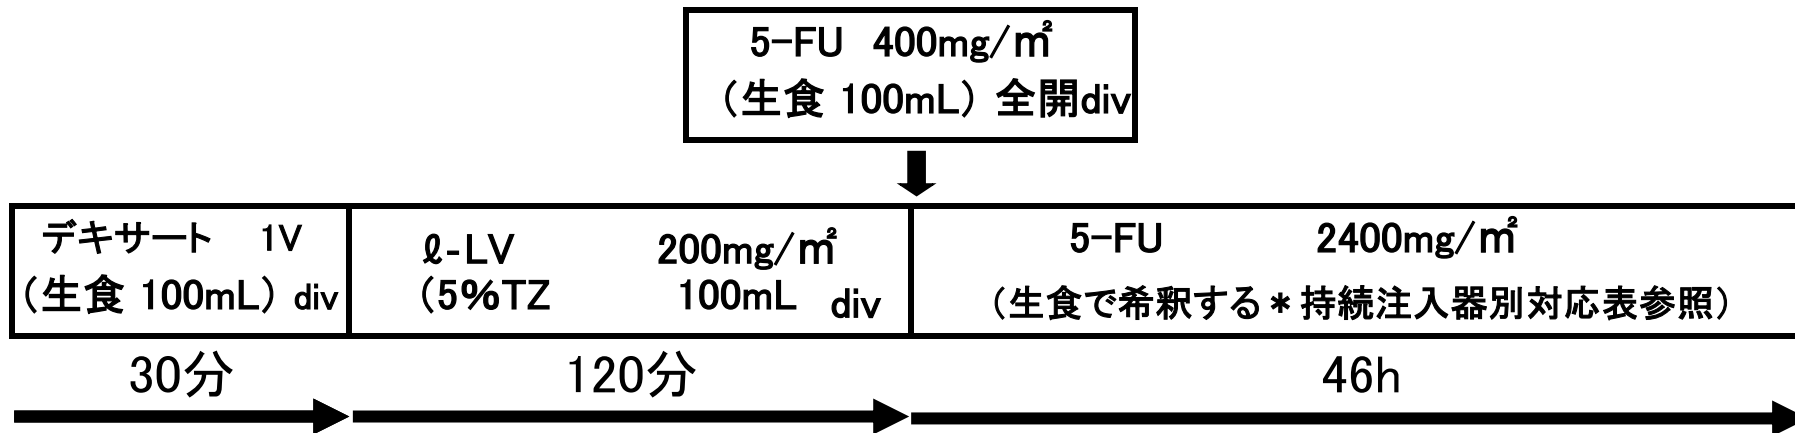 5-FU 400mg/㎡
（生食 100mL）全開div
デキサート 1V
（生食 100mL）div
ℓ-LV 200mg/㎡
（5%TZ 100mL div
5-FU 2400mg/㎡
（生食で希釈する＊持続注入器別対応表参照）
30分
120分
46h